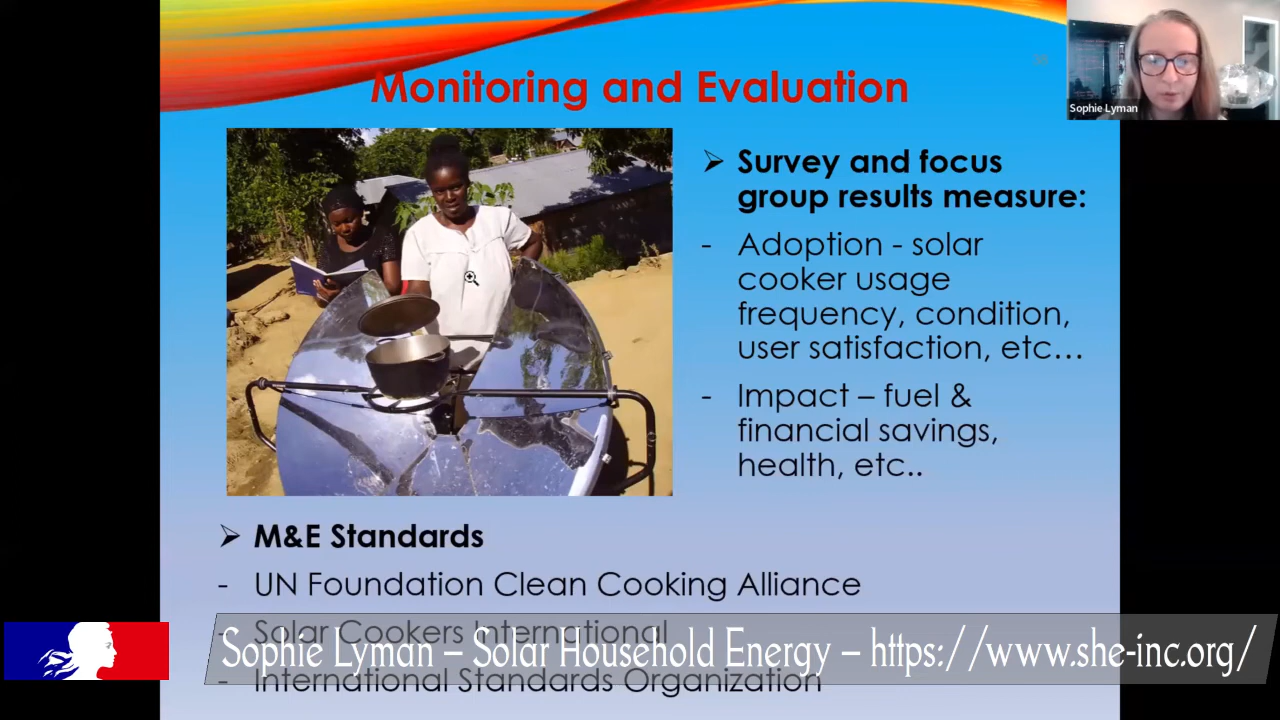 Monitoring and Evaluation
Sophie Lyman
➢ Survey and focus
group results measure:
- Adoption - solar
cooker usage
frequency, condition,
user satisfaction, etc…
- Impact – fuel &
financial savings,
health, etc..
➢ M&E Standards
- UN Foundation Clean Cooking Alliance
- Solar Cookers International
Sophie Lyman – Solar Household Energy – https://www.she-inc.org/
- International Standards Organization